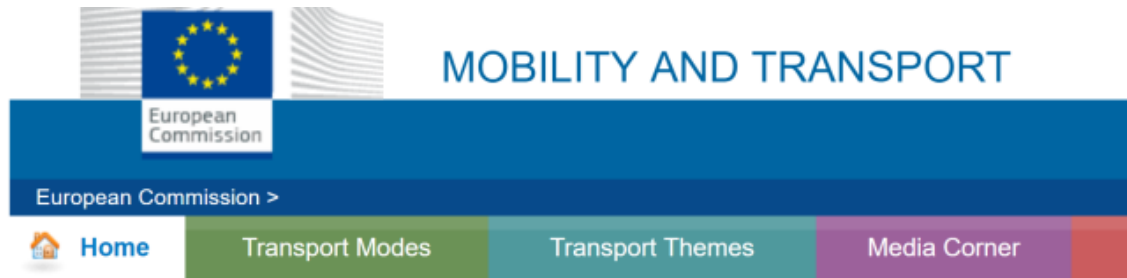 MOBILITY AND TRANSPORT
European
Commission
European Commission >
Home Transport Modes Transport Themes Media Corner